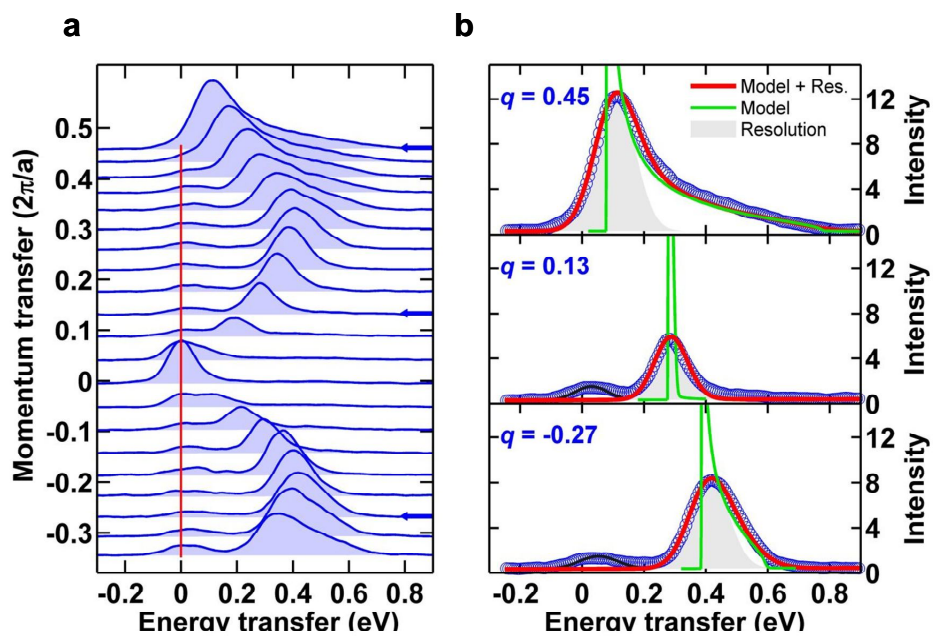 a
b
Momentum transfer (2π/a)
0.5
0.4
0.3
0.2
0.1
0
-0.1
-0.2
-0.3
-0.2 0 0.2 0.4 0.6 0.8
Energy transfer (eV)
q = 0.45
Model + Res.
Model
Resolution
12
8
4
0
Intensity
q = 0.13
12
8
4
0
Intensity
q = -0.27
12
8
4
0
Intensity
-0.2 0 0.2 0.4 0.6 0.8
Energy transfer (eV)